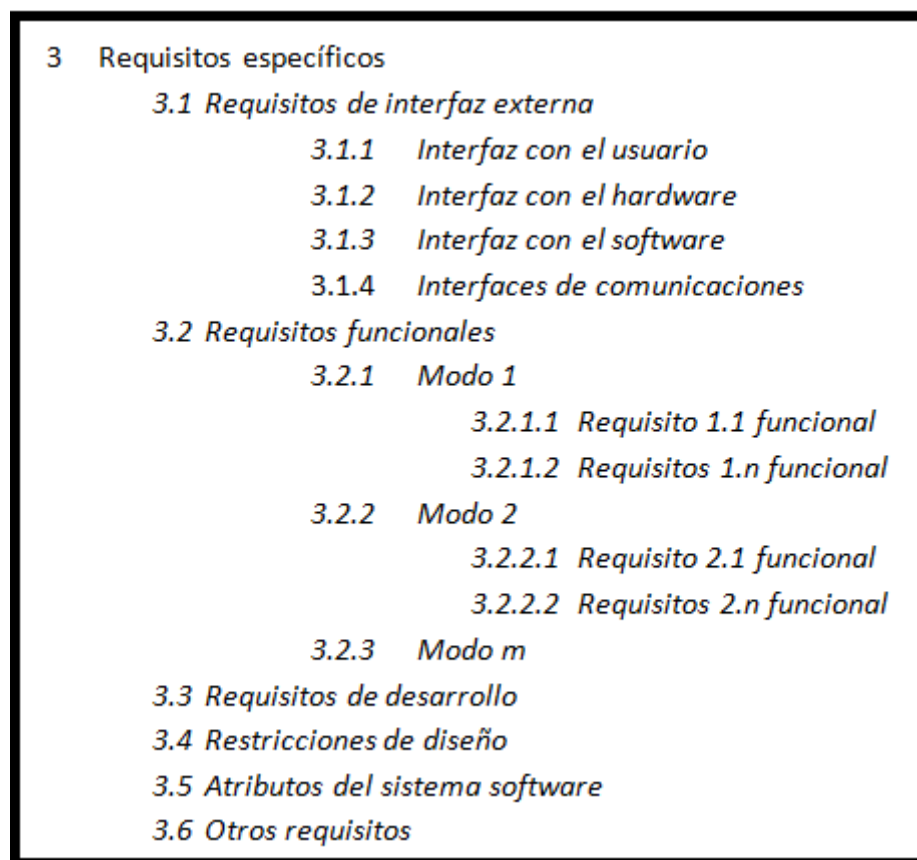 3 Requisitos específicos
3.1 Requisitos de interfaz externa
3.1.1 Interfaz con el usuario
3.1.2 Interfaz con el hardware
3.1.3 Interfaz con el software
3.1.4 Interfaces de comunicaciones
3.2 Requisitos funcionales
3.2.1 Modo 1
3.2.1.1 Requisito 1.1 funcional
3.2.1.2 Requisitos 1.n funcional
3.2.2 Modo 2
3.2.2.1 Requisito 2.1 funcional
3.2.2.2 Requisitos 2.n funcional
3.2.3 Modo m
3.3 Requisitos de desarrollo
3.4 Restricciones de diseño
3.5 Atributos del sistema software
3.6 Otros requisitos